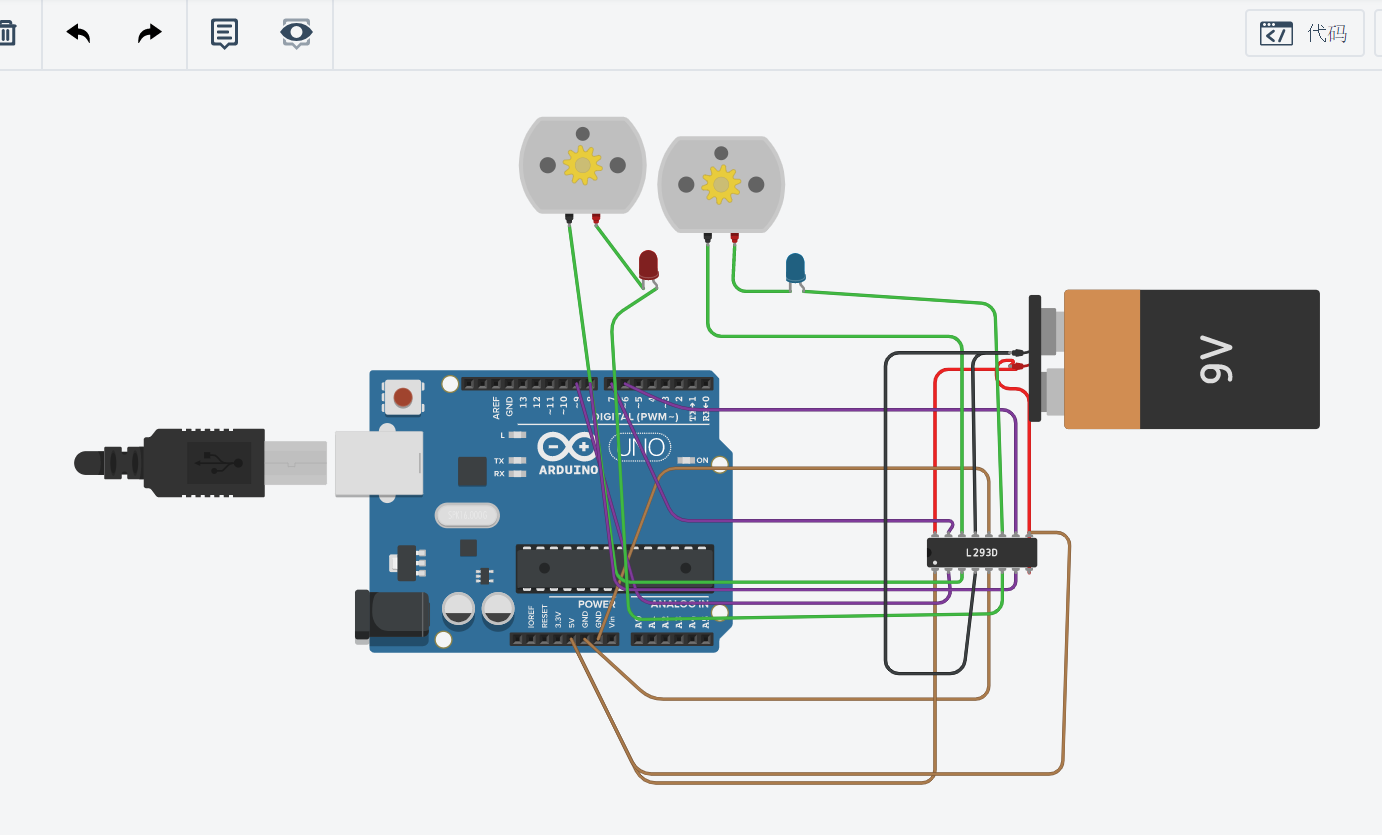 代码
AREF
GND
13
12
~11
~10
~9
7
~6
~5
4
~3
2
TX→1
RX←0
DIGITAL (PWM~)
L
TX
RX
ARDUINO
UNO
ON
9V
L293D
POWER
ANALOG IN
IOREF
RESET
3.3V
5V
GND
GND
Vin